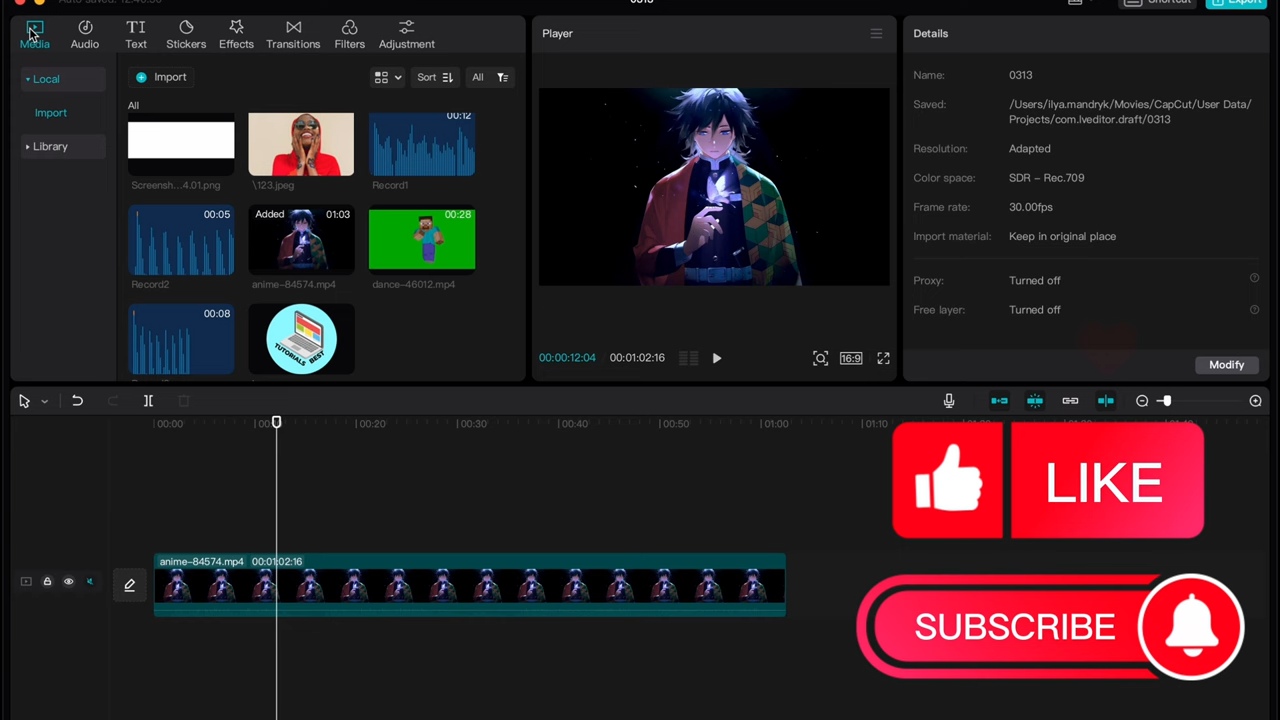 0313
Shortcut
Export
Media
Audio
Text
Stickers
Effects
Transitions
Filters
Adjustment
Local
Import
Library
Import
Sort
All
All
Screensh...4.01.png
\123.jpeg
00:12
Record1
00:05
Record2
Added 01:03
anime-84574.mp4
00:28
dance-46012.mp4
00:08
TUTORIALS BEST
Player
00:00:12:04
00:01:02:16
16:9
Details
Name: 0313
Saved: /Users/ilya.mandryk/Movies/CapCut/User Data/
Projects/com.lveditor.draft/0313
Resolution: Adapted
Color space: SDR – Rec.709
Frame rate: 30.00fps
Import material: Keep in original place
Proxy: Turned off
Free layer: Turned off
Modify
00:00
00:20
00:30
00:40
00:50
01:00
01:10
anime-84574.mp4 00:01:02:16
LIKE
SUBSCRIBE